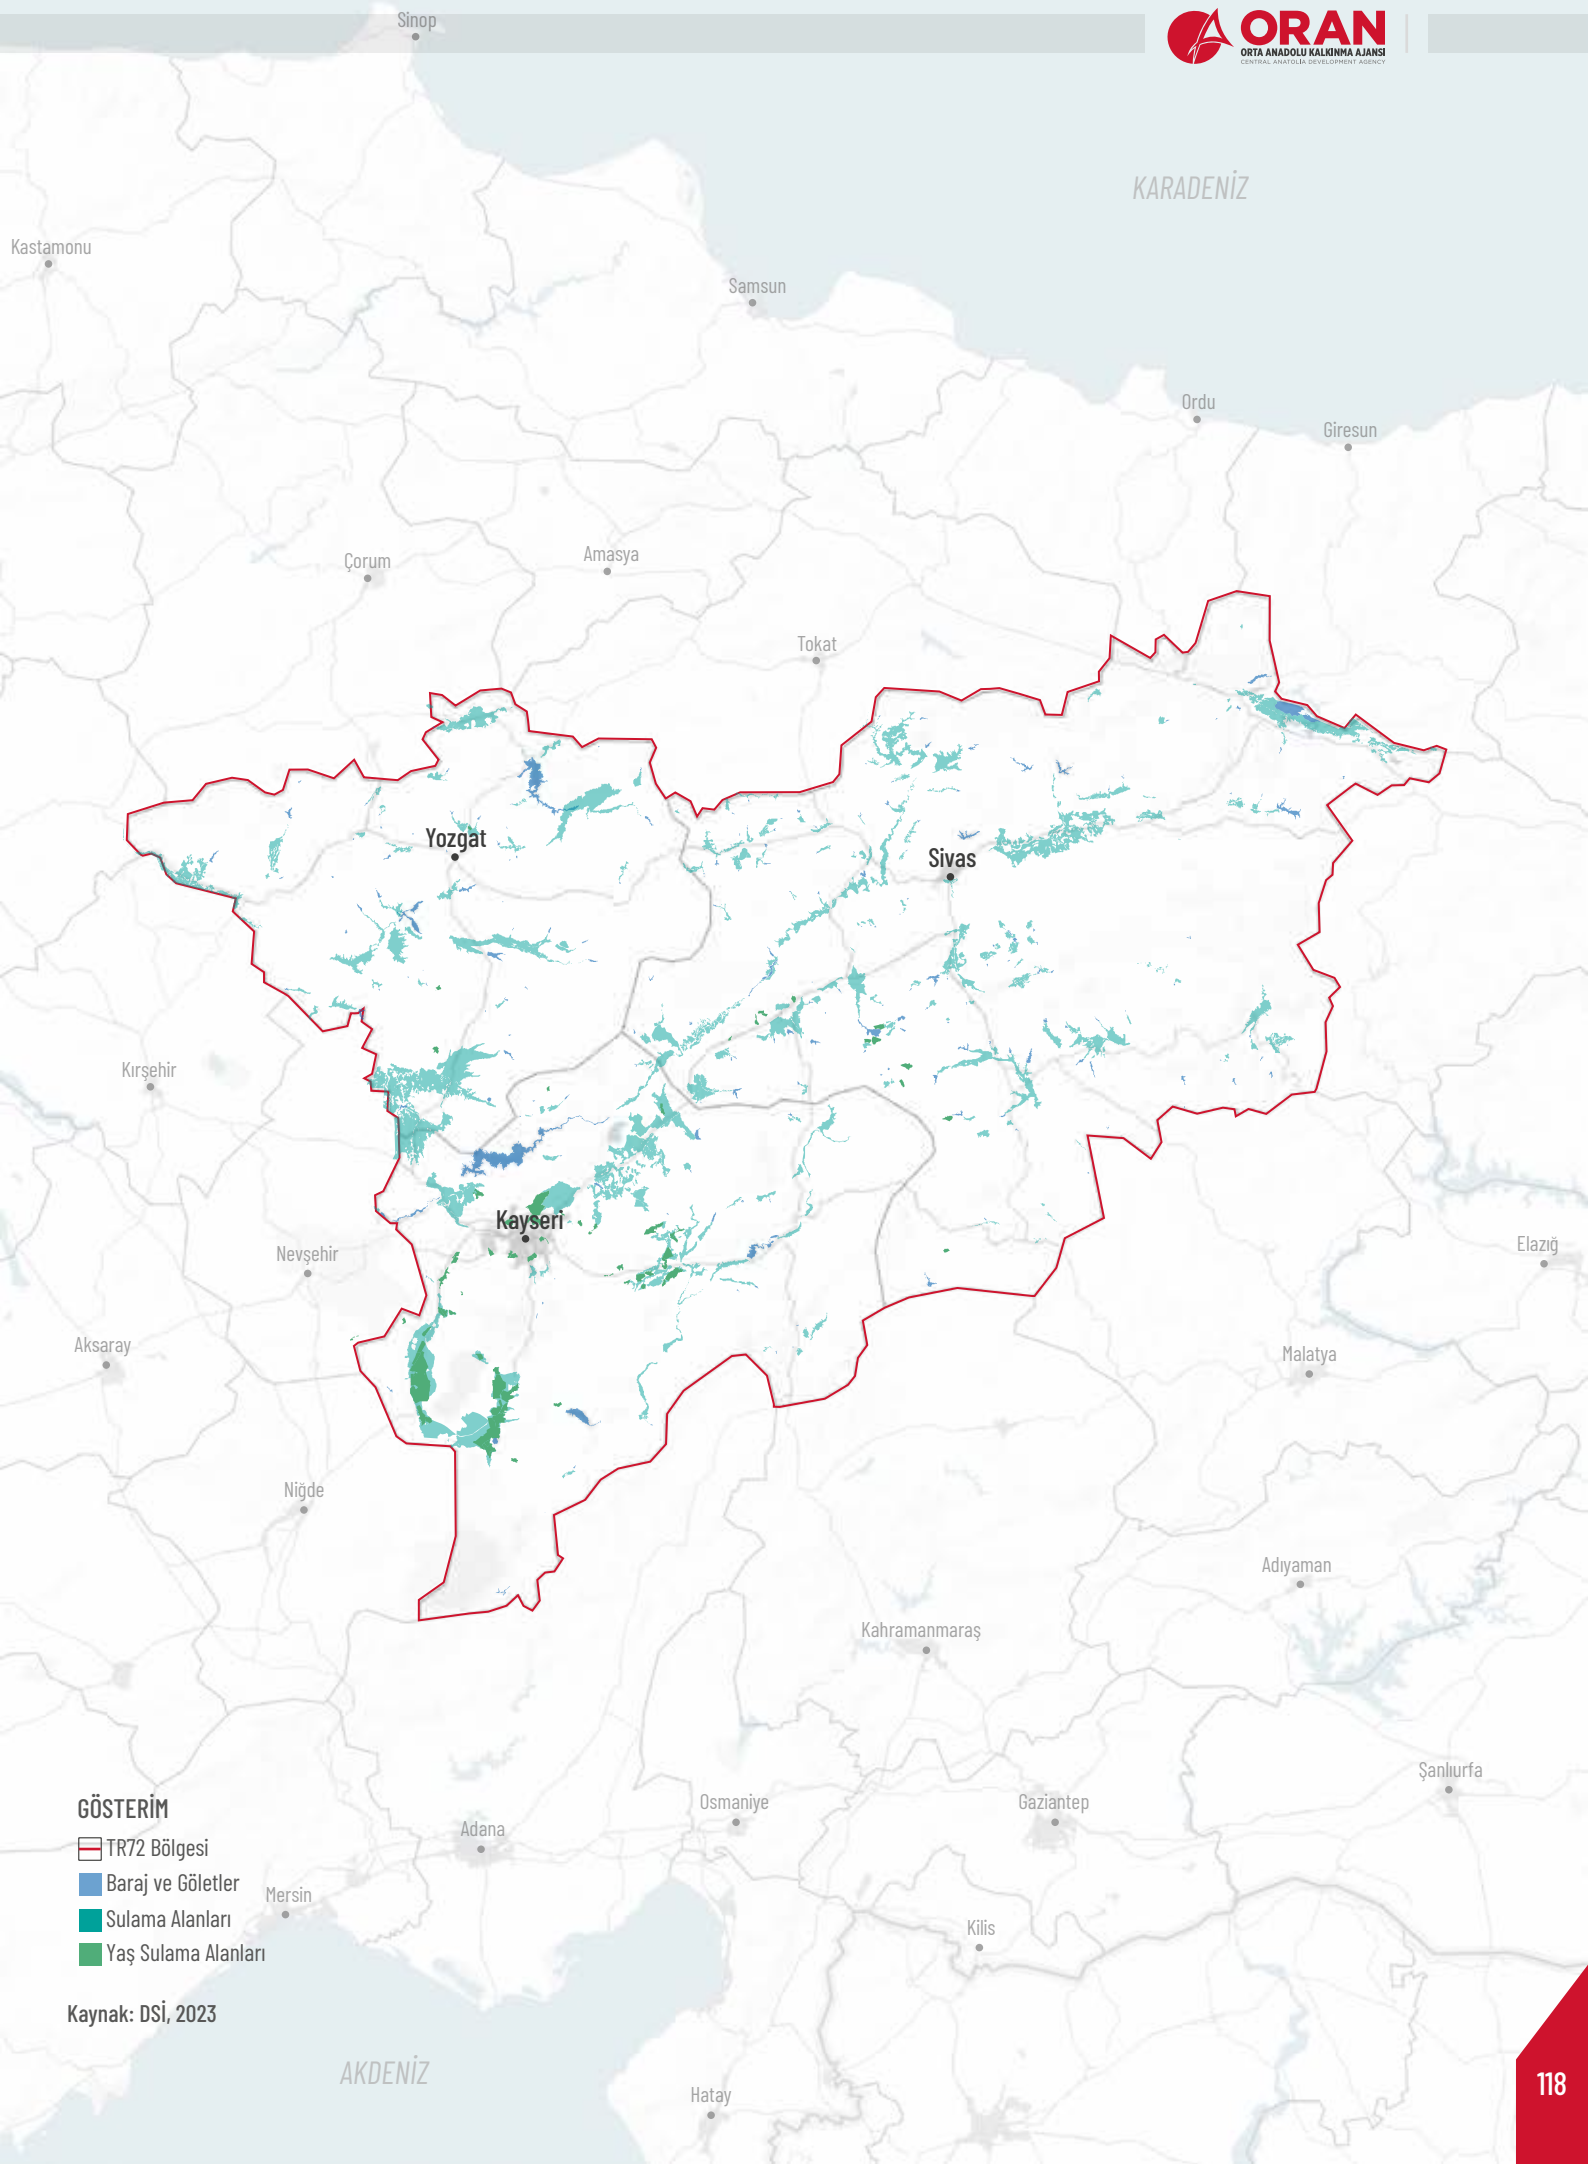 Sinop
ORAN
ORTA ANADOLU KALKINMA AJANSI
CENTRAL ANATOLIA DEVELOPMENT AGENCY
KARADENİZ
Kastamonu
Samsun
Ordu
Giresun
Çorum
Amasya
Tokat
Yozgat
Sivas
Kırşehir
Kayseri
Nevşehir
Elazığ
Aksaray
Malatya
Niğde
Adıyaman
Kahramanmaraş
Şanlıurfa
Osmaniye
Gaziantep
Adana
Mersin
Kilis
Hatay
AKDENİZ
GÖSTERİM
TR72 Bölgesi
Baraj ve Göletler
Sulama Alanları
Yaş Sulama Alanları
Kaynak: DSİ, 2023
118